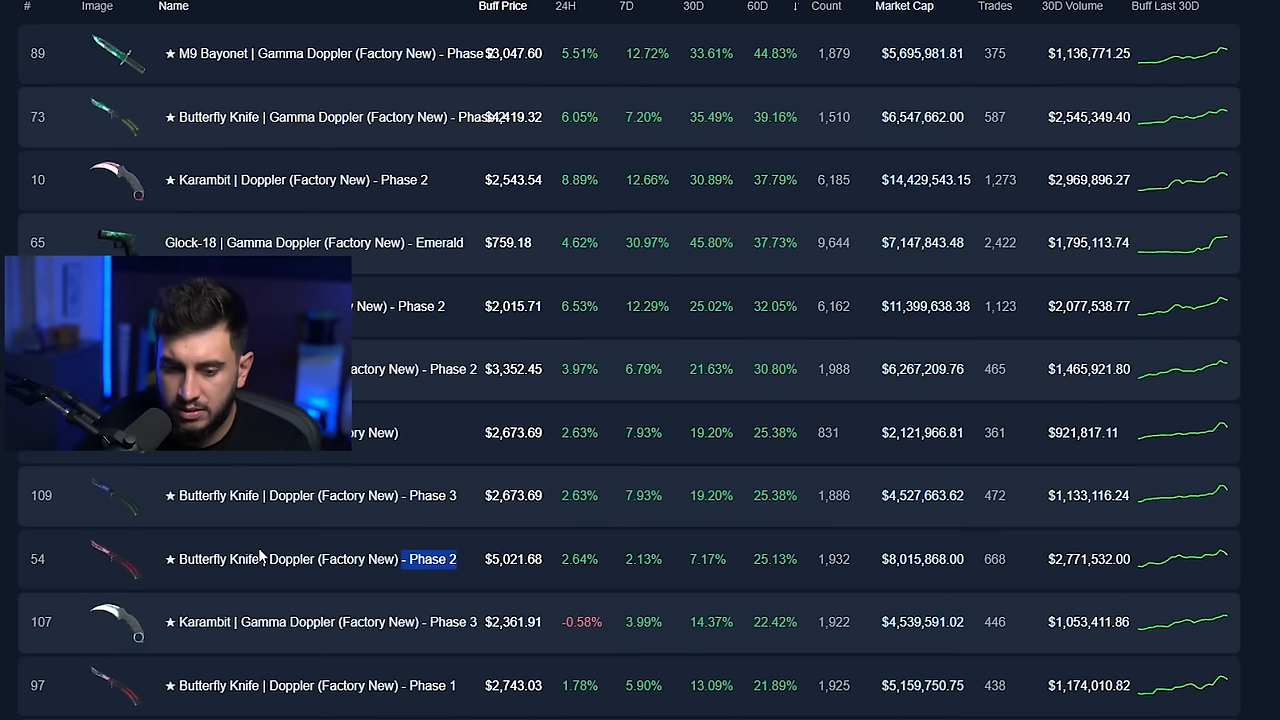 # Image Name Buff Price 24H 7D 30D 60D ↓ Count Market Cap Trades 30D Volume Buff Last 30D
89 ★ M9 Bayonet | Gamma Doppler (Factory New) - Phase $3,047.60 5.51% 12.72% 33.61% 44.83% 1,879 $5,695,981.81 375 $1,136,771.25
73 ★ Butterfly Knife | Gamma Doppler (Factory New) - Phase $4,419.32 6.05% 7.20% 35.49% 39.16% 1,510 $6,547,662.00 587 $2,545,349.40
10 ★ Karambit | Doppler (Factory New) - Phase 2 $2,543.54 8.89% 12.66% 30.89% 37.79% 6,185 $14,429,543.15 1,273 $2,969,896.27
65 Glock-18 | Gamma Doppler (Factory New) - Emerald $759.18 4.62% 30.97% 45.80% 37.73% 9,644 $7,147,843.48 2,422 $1,795,113.74
New) - Phase 2 $2,015.71 6.53% 12.29% 25.02% 32.05% 6,162 $11,399,638.38 1,123 $2,077,538.77
actory New) - Phase 2 $3,352.45 3.97% 6.79% 21.63% 30.80% 1,988 $6,267,209.76 465 $1,465,921.80
ory New) $2,673.69 2.63% 7.93% 19.20% 25.38% 831 $2,121,966.81 361 $921,817.11
109 ★ Butterfly Knife | Doppler (Factory New) - Phase 3 $2,673.69 2.63% 7.93% 19.20% 25.38% 1,886 $4,527,663.62 472 $1,133,116.24
54 ★ Butterfly Knife Doppler (Factory New) - Phase 2 $5,021.68 2.64% 2.13% 7.17% 25.13% 1,932 $8,015,868.00 668 $2,771,532.00
107 ★ Karambit | Gamma Doppler (Factory New) - Phase 3 $2,361.91 -0.58% 3.99% 14.37% 22.42% 1,922 $4,539,591.02 446 $1,053,411.86
97 ★ Butterfly Knife | Doppler (Factory New) - Phase 1 $2,743.03 1.78% 5.90% 13.09% 21.89% 1,925 $5,159,750.75 438 $1,174,010.82